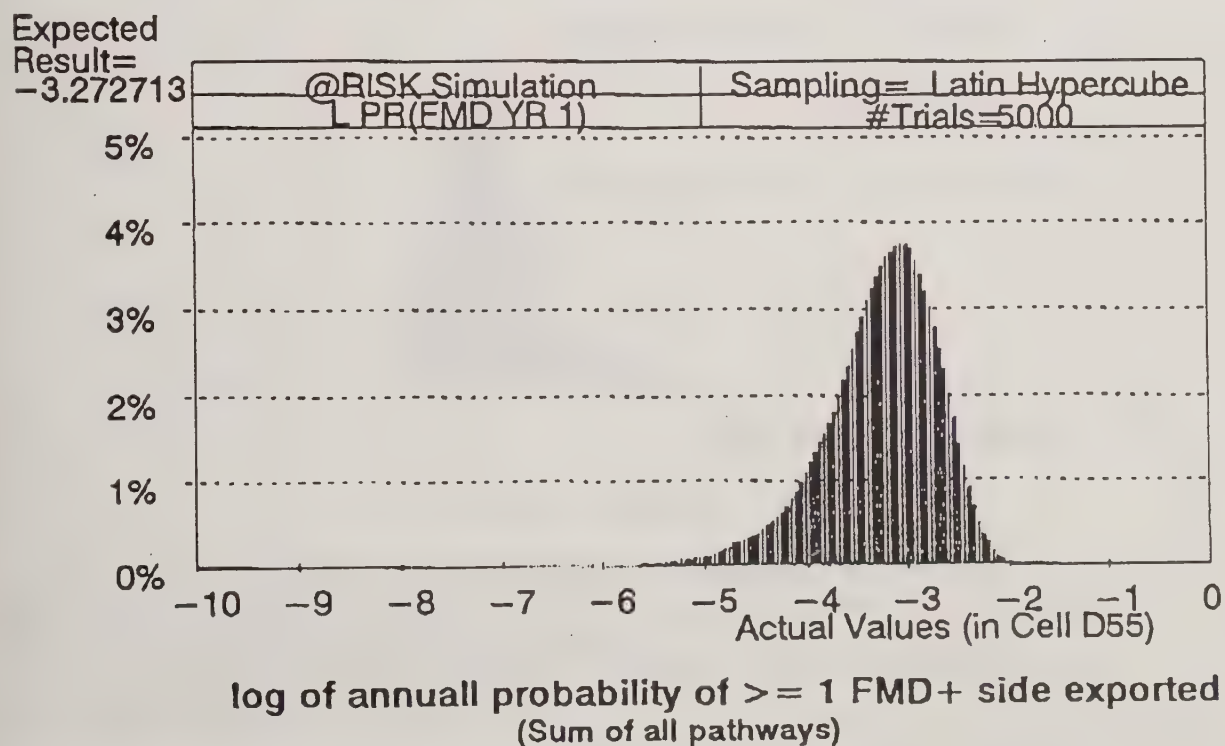 Expected
Result=
-3.272713
@RISK Simulation
Sampling= Latin Hypercube
L PR(FMD YR 1)
#Trials=5000
5%
4%
3%
2%
1%
0%
-10 -9 -8 -7 -6 -5 -4 -3 -2 -1 0
Actual Values (in Cell D55)
log of annuall probability of >= 1 FMD+ side exported
(Sum of all pathways)